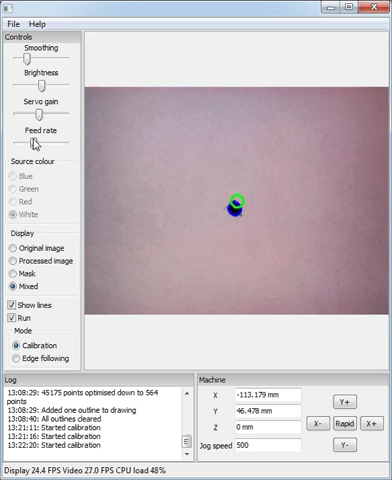 File Help
Controls
Smoothing
Brightness
Servo gain
Feed rate
Source colour
Blue
Green
Red
White
Display
Original image
Processed image
Mask
Mixed
Show lines
Run
Mode
Calibration
Edge following
Log
13:08:29: 45175 points optimised down to 564
points
13:08:29: Added one outline to drawing
13:08:40: All outlines cleared
13:21:11: Started calibration
13:21:16: Started calibration
13:22:20: Started calibration
Machine
X -113.179 mm
Y 46.478 mm
Z 0 mm
Jog speed 500
Y+
X- Rapid X+
Y-
Display 24.4 FPS Video 27.0 FPS CPU load 48%